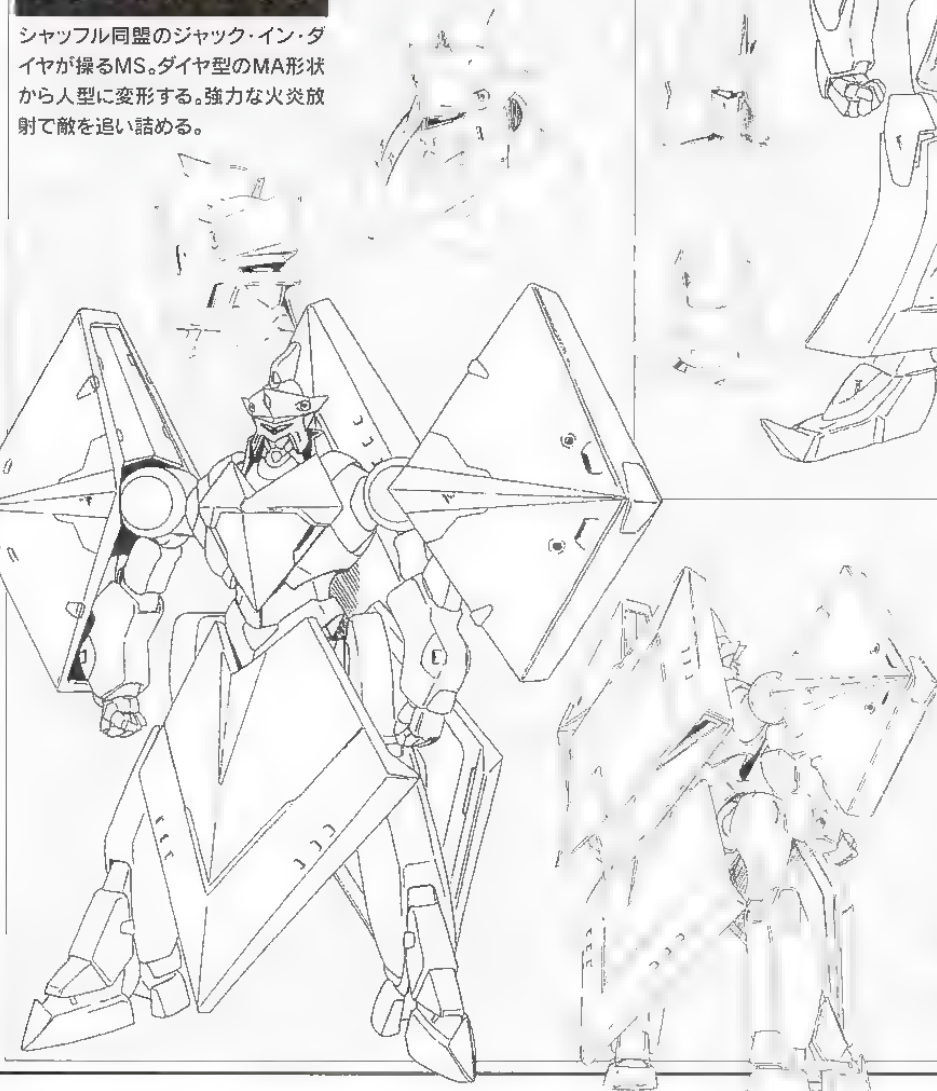 シャッフル同盟のジャック・イン・ダ
イヤが操るMS。ダイヤ型のMA形状
から人型に変形する。強力な火炎放
射で敵を追い詰める。